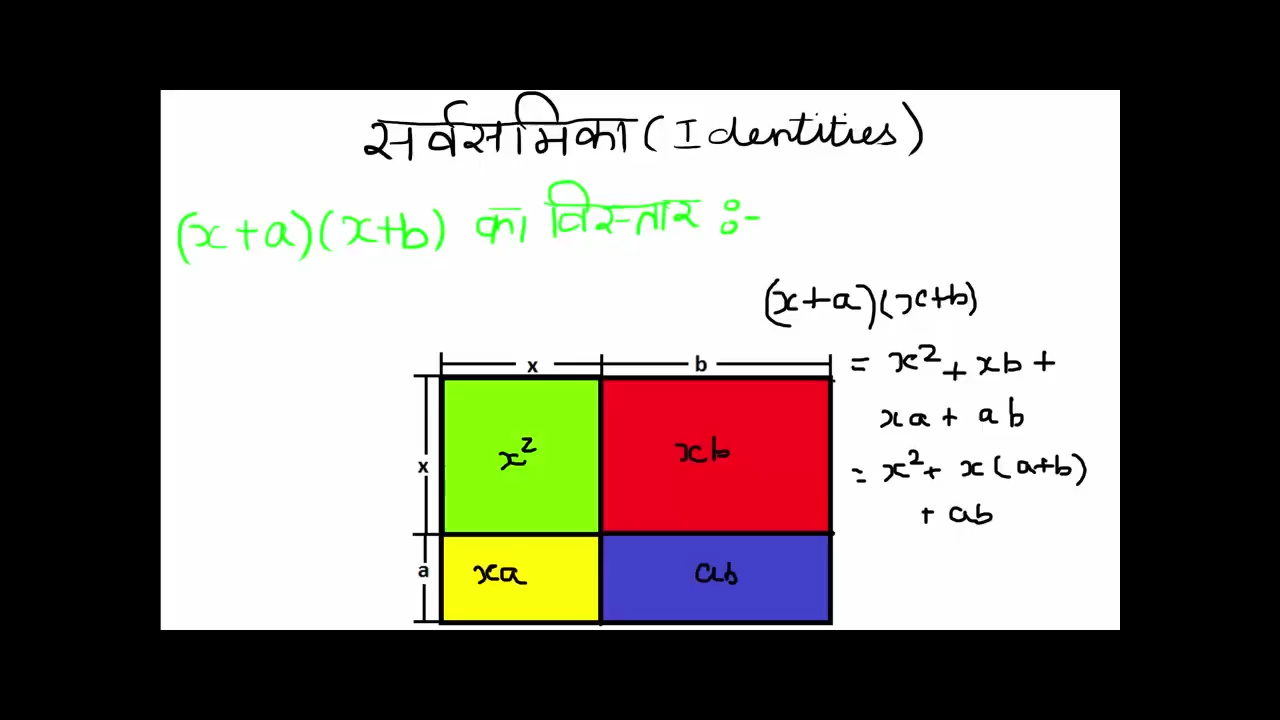 सर्वसमिका (Identities)
(x+a)(x+b) का विस्तार :-
(x+a)(x+b)
= x² + xb +
xa + ab
= x² + x(a+b)
+ ab
x b
x x² xb
a xa ab